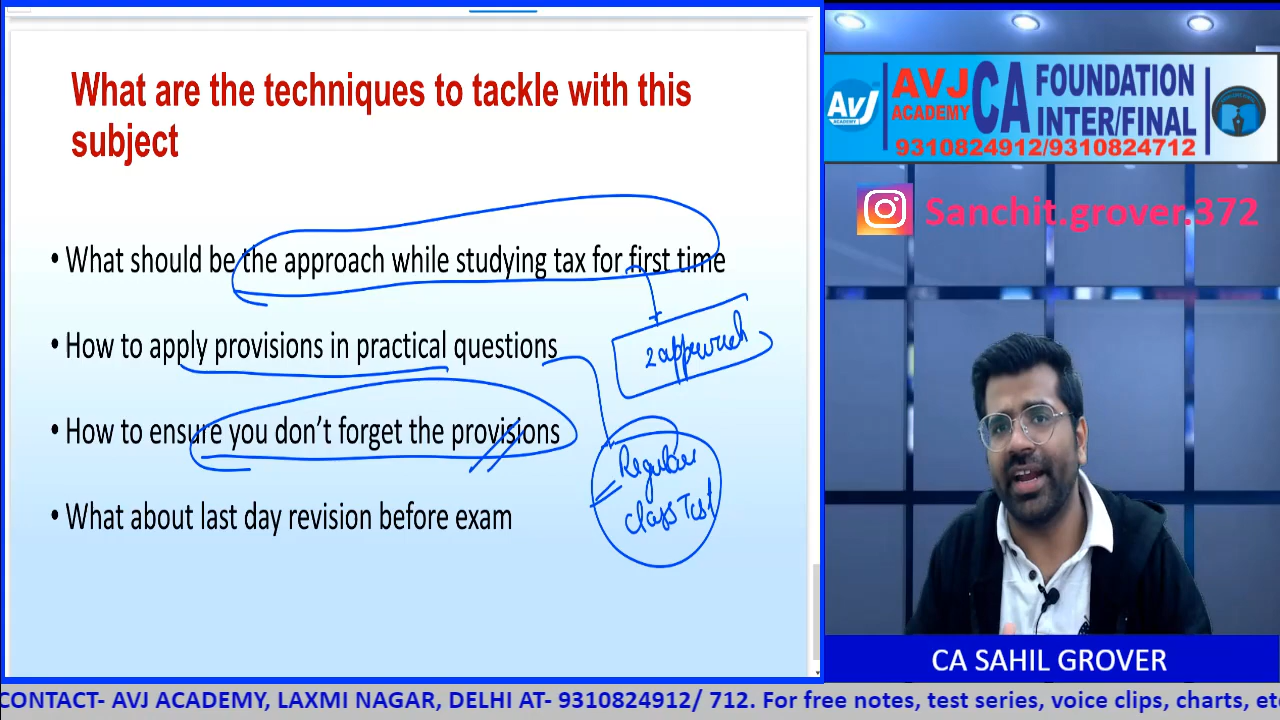 What are the techniques to tackle with this
subject
• What should be the approach while studying tax for first time
• How to apply provisions in practical questions
2 approach
• How to ensure you don't forget the provisions
Regular
Class Test
• What about last day revision before exam
AVJ
ACADEMY
AVJ
ACADEMY
CA
FOUNDATION
INTER/FINAL
9310824912/9310824712
Sanchit.grover.372
CA SAHIL GROVER
CONTACT- AVJ ACADEMY, LAXMI NAGAR, DELHI AT- 9310824912/ 712. For free notes, test series, voice clips, charts, et